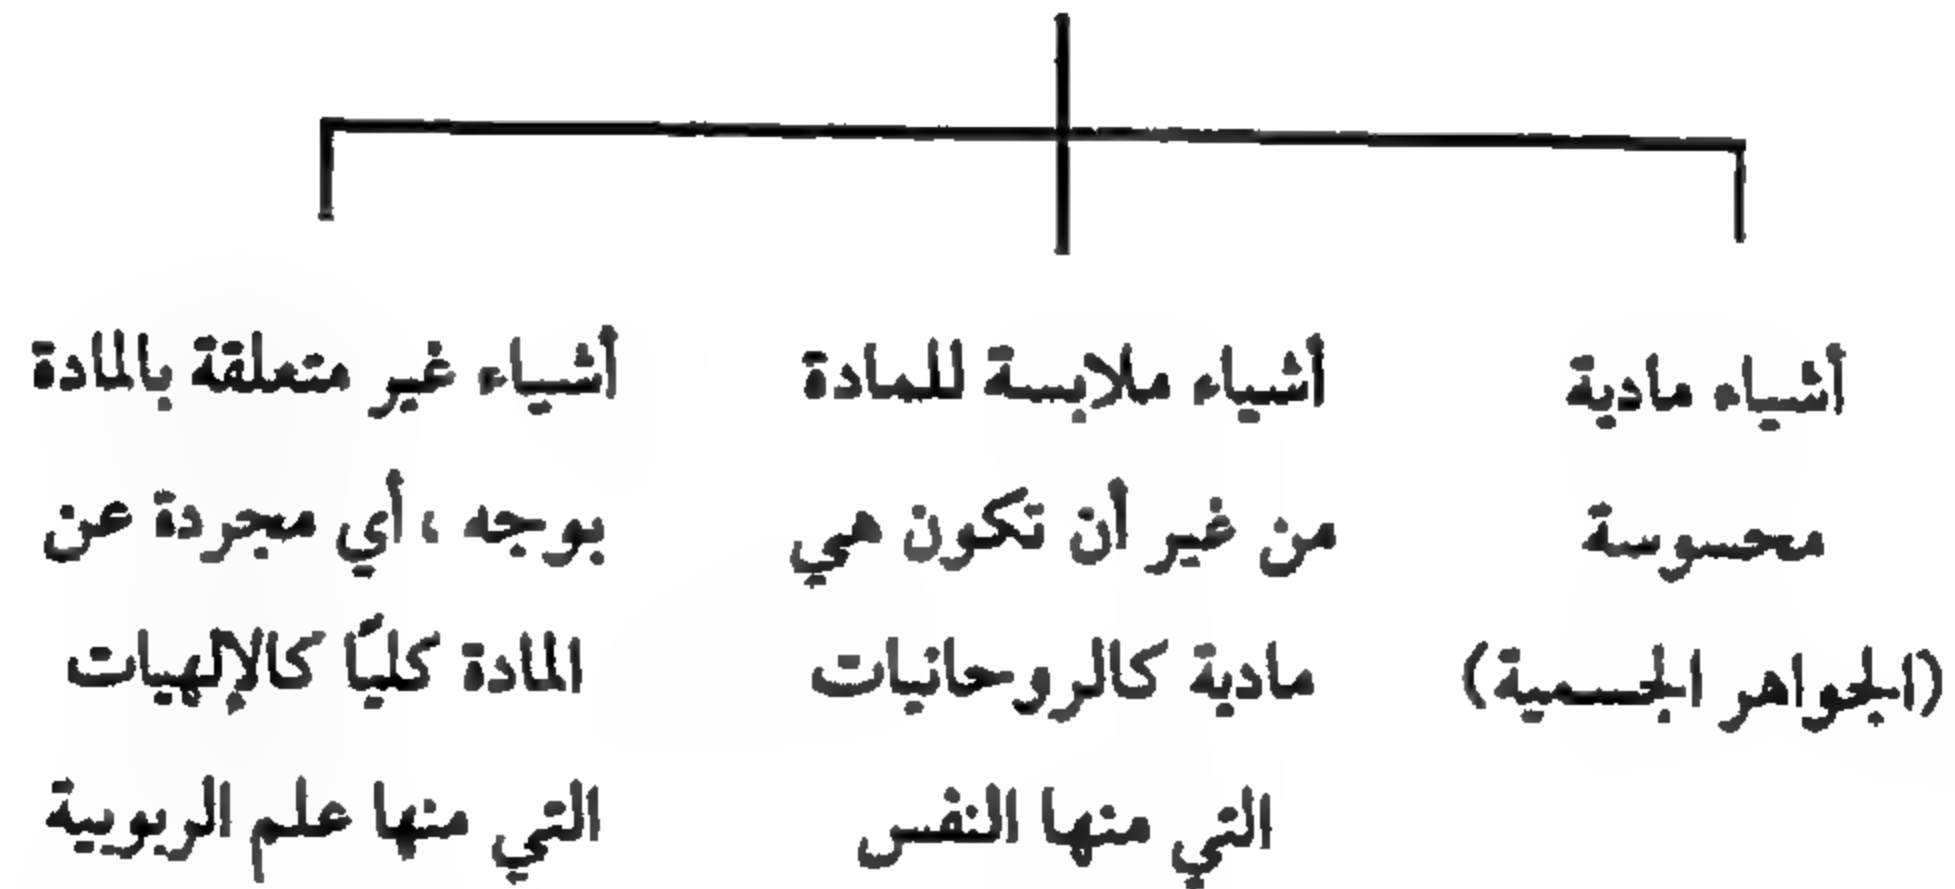 أشياء مادية
محسوسة
(الجواهر الجسمية)
أشياء ملابسة للمادة
من غير أن تكون هي
مادية كالروحانيات
التي منها النفس
أشياء غير متعلقة بالمادة
بوجه ، أي مجردة عن
المادة كليًا كالإلهيات
التي منها علم الربوبية